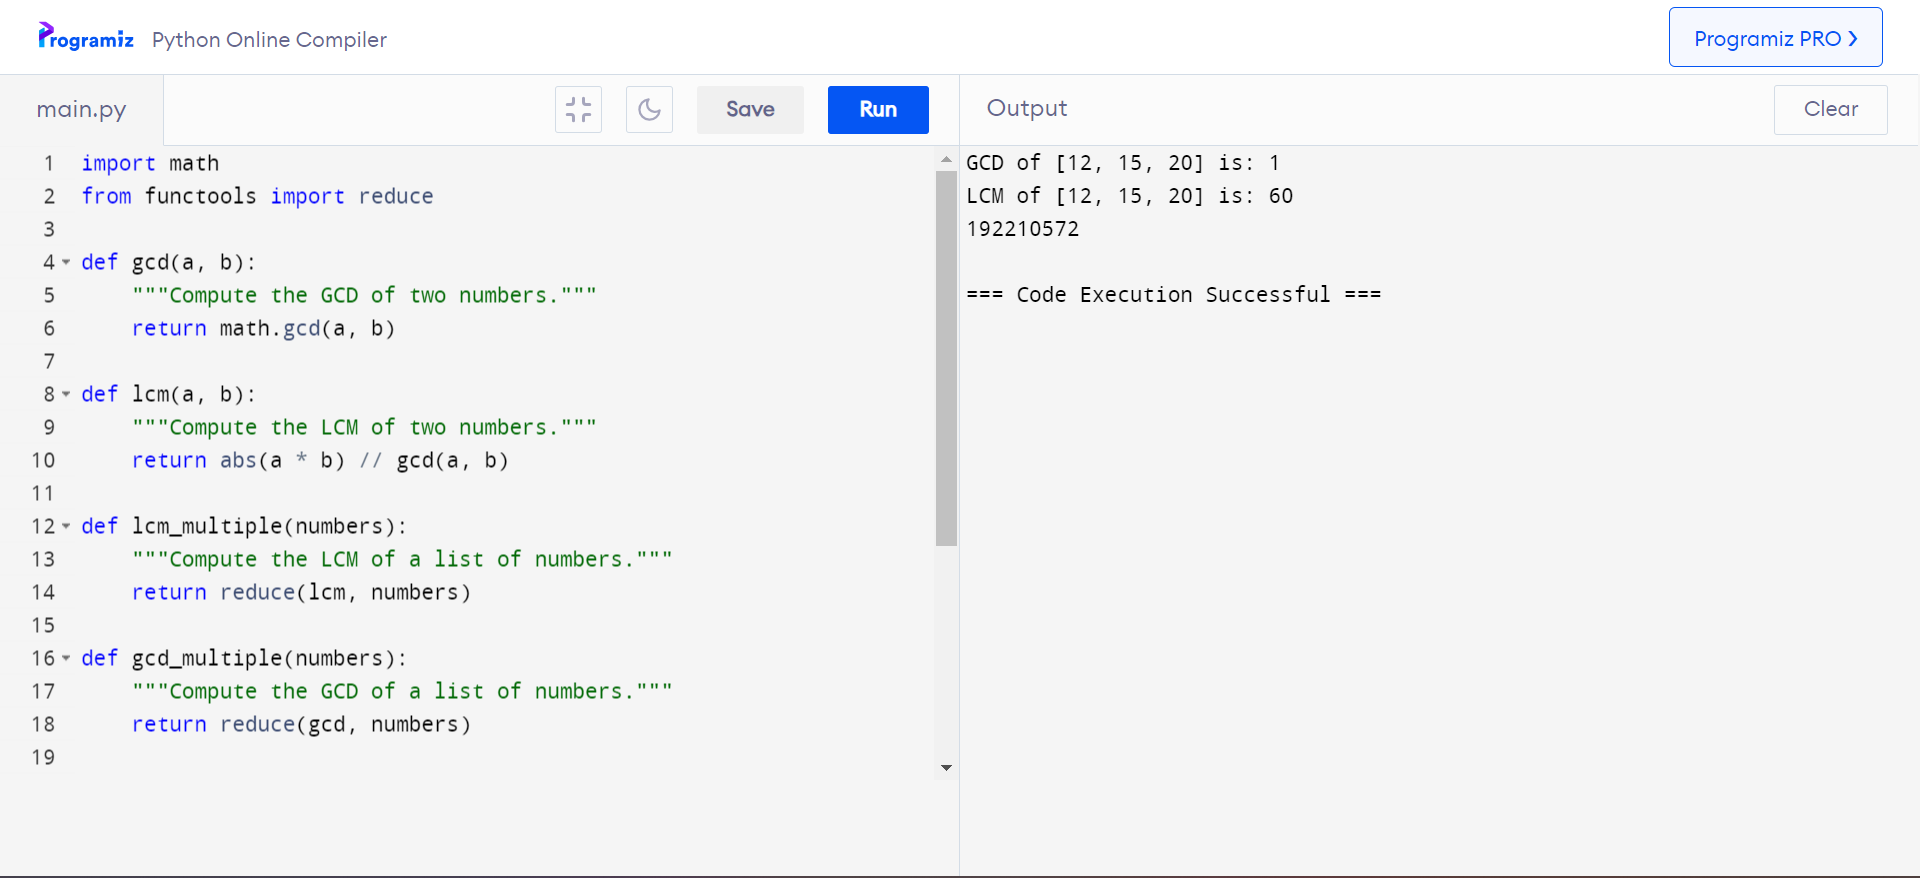 Programiz Python Online Compiler
Programiz PRO ❯
main.py
Save
Run
Output
Clear
1 import math
2 from functools import reduce
3
4 def gcd(a, b):
5     """Compute the GCD of two numbers."""
6     return math.gcd(a, b)
7
8 def lcm(a, b):
9     """Compute the LCM of two numbers."""
10     return abs(a * b) // gcd(a, b)
11
12 def lcm_multiple(numbers):
13     """Compute the LCM of a list of numbers."""
14     return reduce(lcm, numbers)
15
16 def gcd_multiple(numbers):
17     """Compute the GCD of a list of numbers."""
18     return reduce(gcd, numbers)
19
GCD of [12, 15, 20] is: 1
LCM of [12, 15, 20] is: 60
192210572
=== Code Execution Successful ===